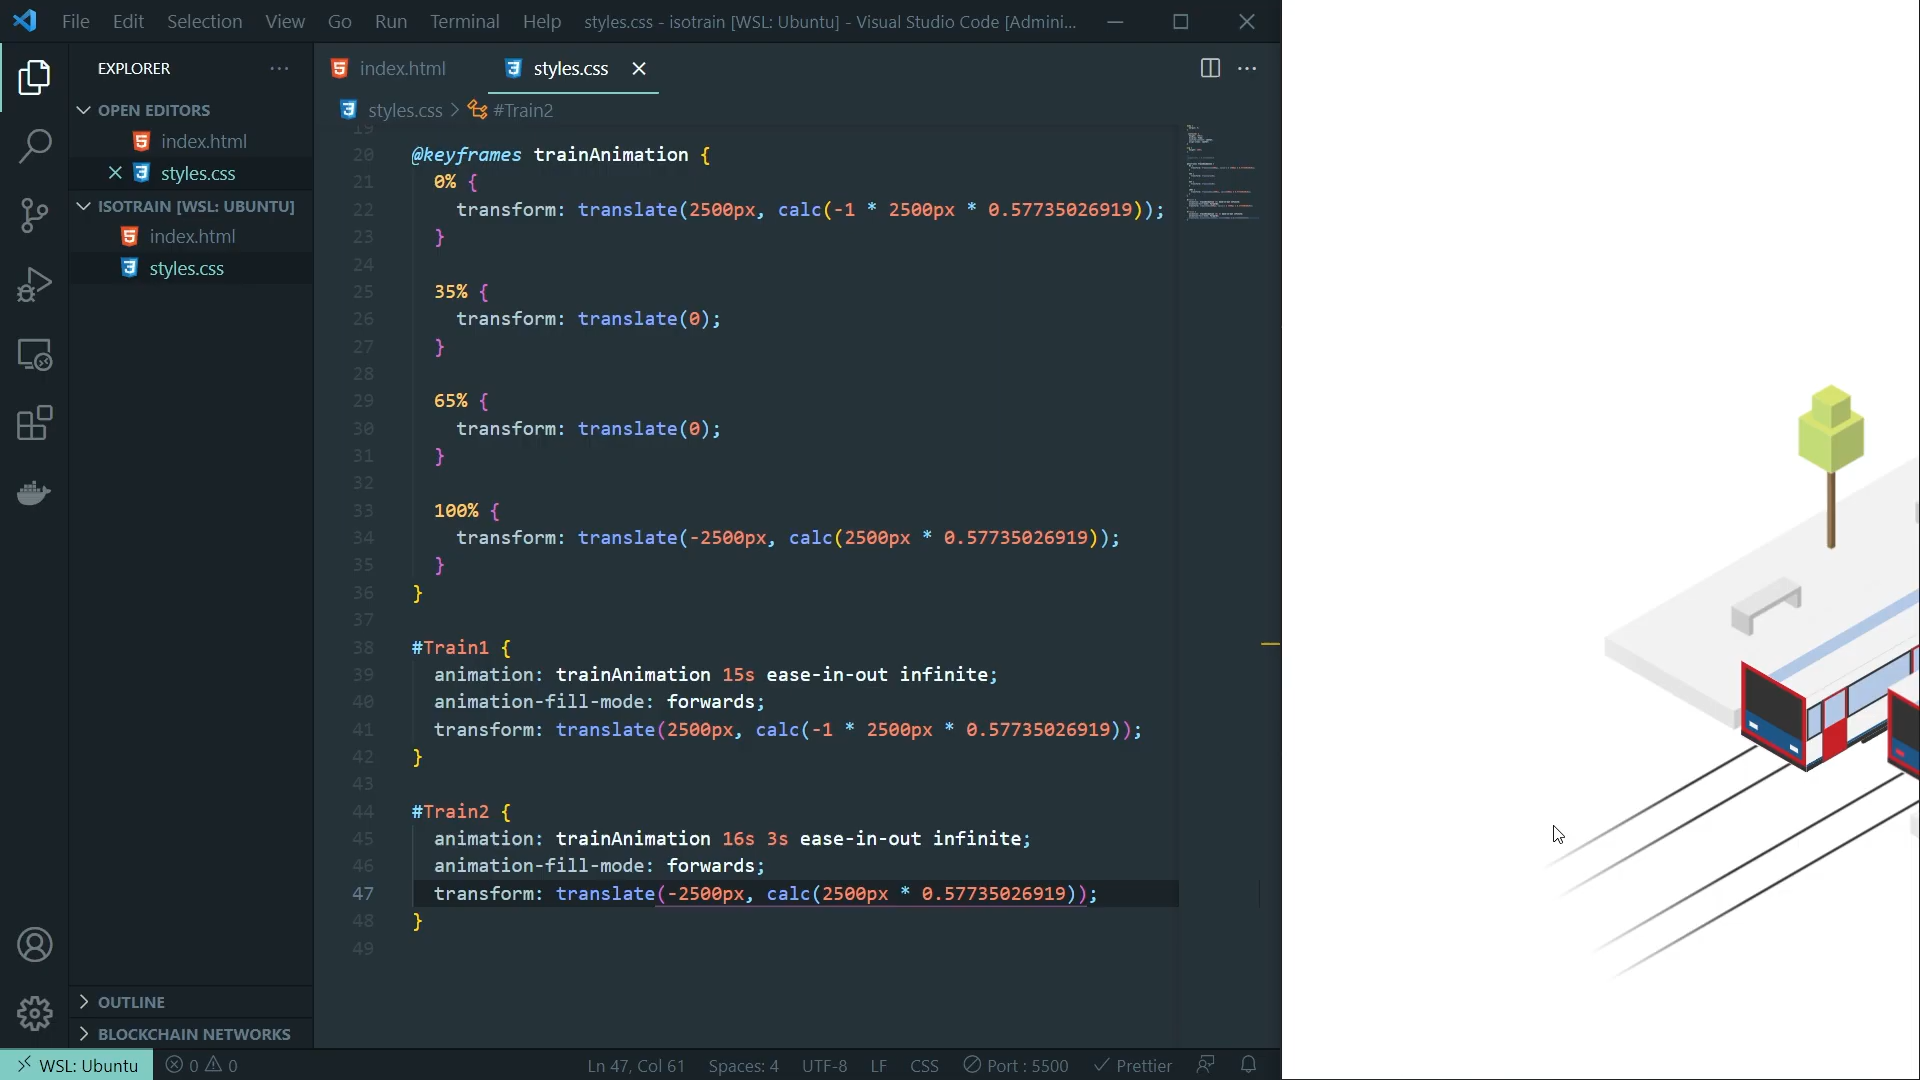 File Edit Selection View Go Run Terminal Help styles.css - isotrain [WSL: Ubuntu] - Visual Studio Code [Admini...
EXPLORER
OPEN EDITORS
index.html
styles.css
ISOTRAIN [WSL: UBUNTU]
index.html
styles.css
OUTLINE
BLOCKCHAIN NETWORKS
index.html styles.css
styles.css > #Train2
19
20 @keyframes trainAnimation {
21 0% {
22 transform: translate(2500px, calc(-1 * 2500px * 0.57735026919));
23 }
24
25 35% {
26 transform: translate(0);
27 }
28
29 65% {
30 transform: translate(0);
31 }
32
33 100% {
34 transform: translate(-2500px, calc(2500px * 0.57735026919));
35 }
36 }
37
38 #Train1 {
39 animation: trainAnimation 15s ease-in-out infinite;
40 animation-fill-mode: forwards;
41 transform: translate(2500px, calc(-1 * 2500px * 0.57735026919));
42 }
43
44 #Train2 {
45 animation: trainAnimation 16s 3s ease-in-out infinite;
46 animation-fill-mode: forwards;
47 transform: translate(-2500px, calc(2500px * 0.57735026919));
48 }
49
WSL: Ubuntu 0 0 Ln 47, Col 61 Spaces: 4 UTF-8 LF CSS Port : 5500 Prettier